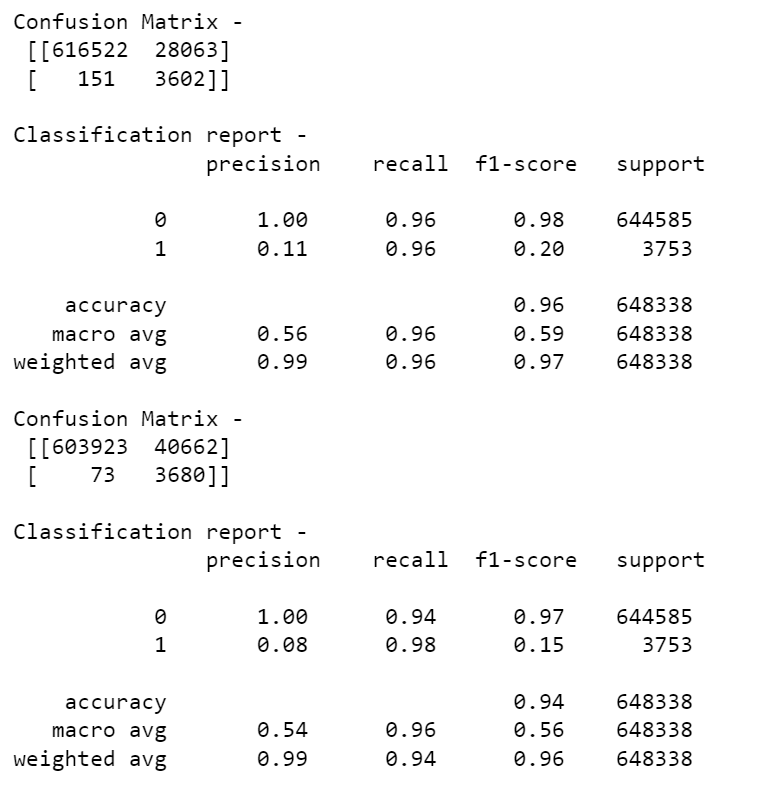 Confusion Matrix -
[[616522 28063]
[ 151 3602]]
Classification report -
precision recall f1-score support
0 1.00 0.96 0.98 644585
1 0.11 0.96 0.20 3753
accuracy 0.96 648338
macro avg 0.56 0.96 0.59 648338
weighted avg 0.99 0.96 0.97 648338
Confusion Matrix -
[[603923 40662]
[ 73 3680]]
Classification report -
precision recall f1-score support
0 1.00 0.94 0.97 644585
1 0.08 0.98 0.15 3753
accuracy 0.94 648338
macro avg 0.54 0.96 0.56 648338
weighted avg 0.99 0.94 0.96 648338